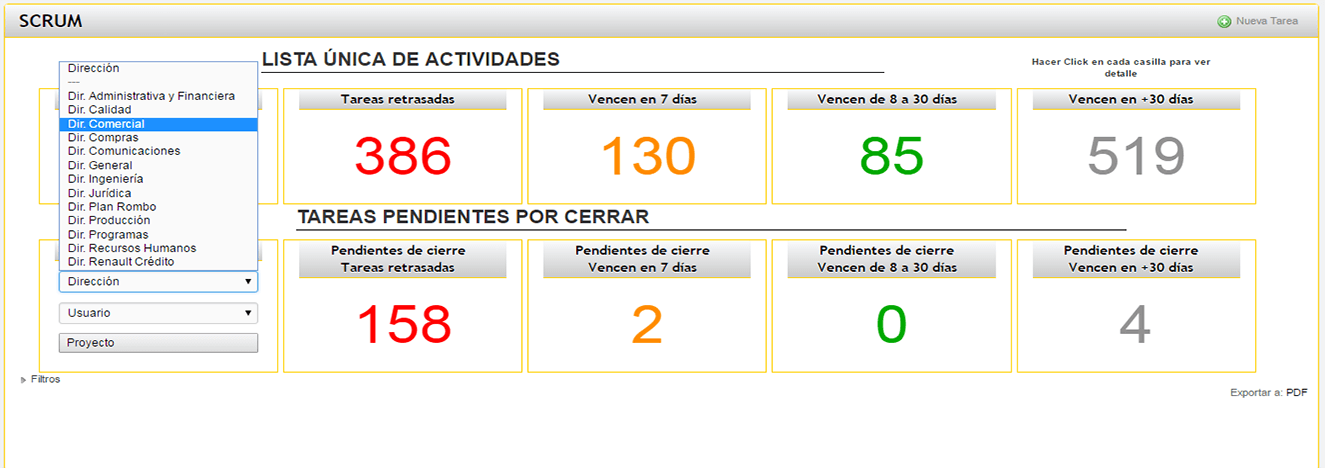 SCRUM
Nueva Tarea
LISTA ÚNICA DE ACTIVIDADES
Hacer Click en cada casilla para ver
detalle
Dirección
---
Dir. Administrativa y Financiera
Dir. Calidad
Dir. Comercial
Dir. Compras
Dir. Comunicaciones
Dir. General
Dir. Ingeniería
Dir. Jurídica
Dir. Plan Rombo
Dir. Producción
Dir. Programas
Dir. Recursos Humanos
Dir. Renault Crédito
Dirección
Usuario
Proyecto
Tareas retrasadas
386
Vencen en 7 días
130
Vencen de 8 a 30 días
85
Vencen en +30 días
519
TAREAS PENDIENTES POR CERRAR
Pendientes de cierre
Tareas retrasadas
158
Pendientes de cierre
Vencen en 7 días
2
Pendientes de cierre
Vencen de 8 a 30 días
0
Pendientes de cierre
Vencen en +30 días
4
Filtros
Exportar a: PDF